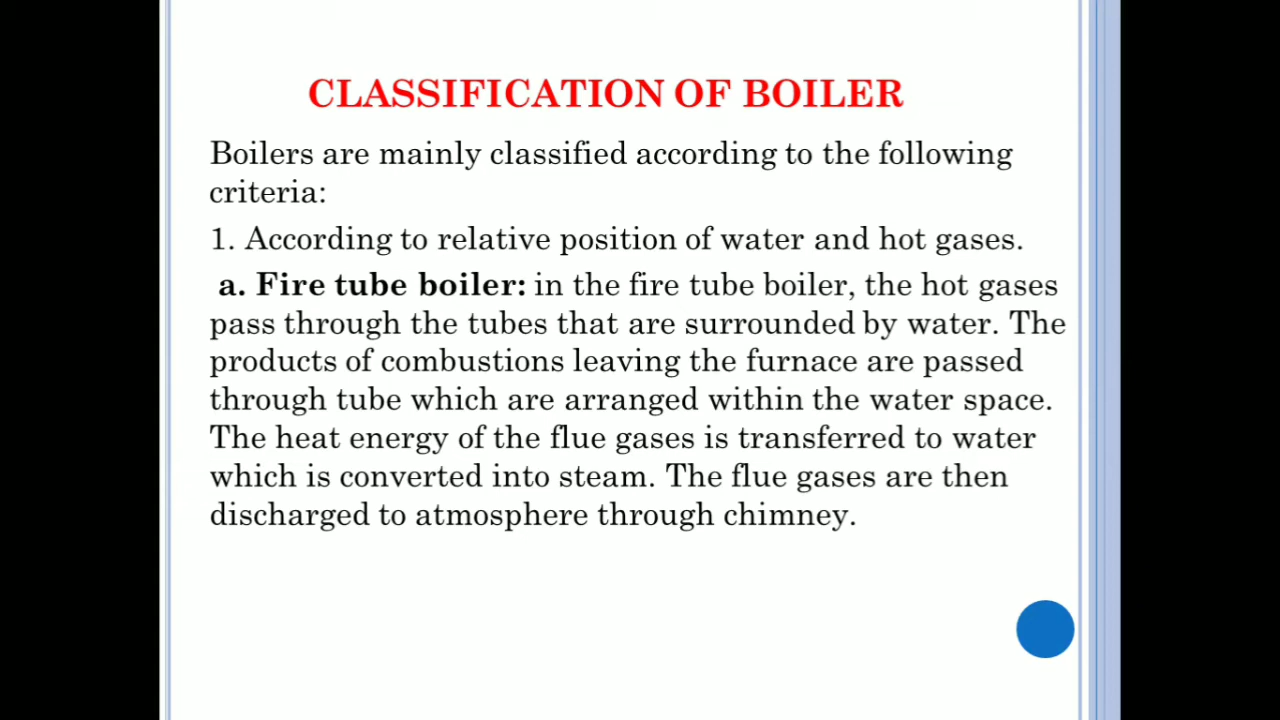 CLASSIFICATION OF BOILER
Boilers are mainly classified according to the following
criteria:
1. According to relative position of water and hot gases.
a. Fire tube boiler: in the fire tube boiler, the hot gases
pass through the tubes that are surrounded by water. The
products of combustions leaving the furnace are passed
through tube which are arranged within the water space.
The heat energy of the flue gases is transferred to water
which is converted into steam. The flue gases are then
discharged to atmosphere through chimney.